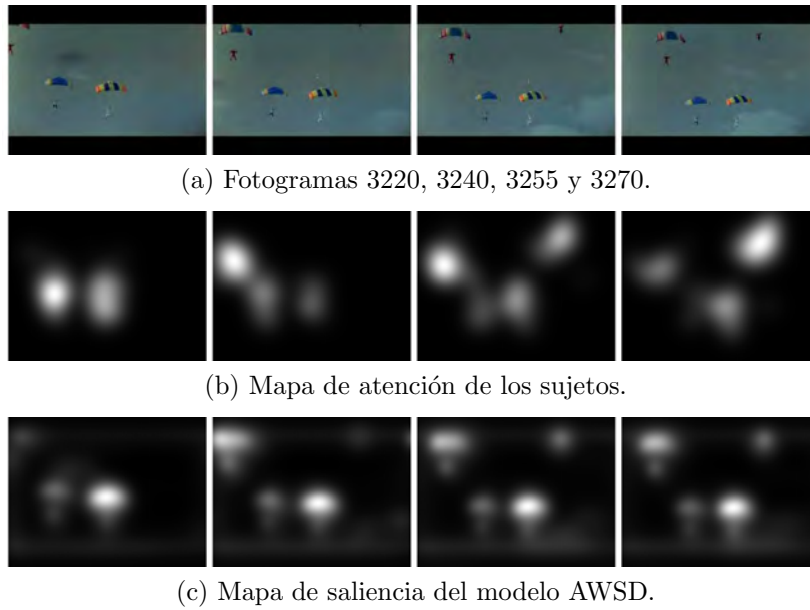 (a) Fotogramas 3220, 3240, 3255 y 3270.
(b) Mapa de atención de los sujetos.
(c) Mapa de saliencia del modelo AWSD.